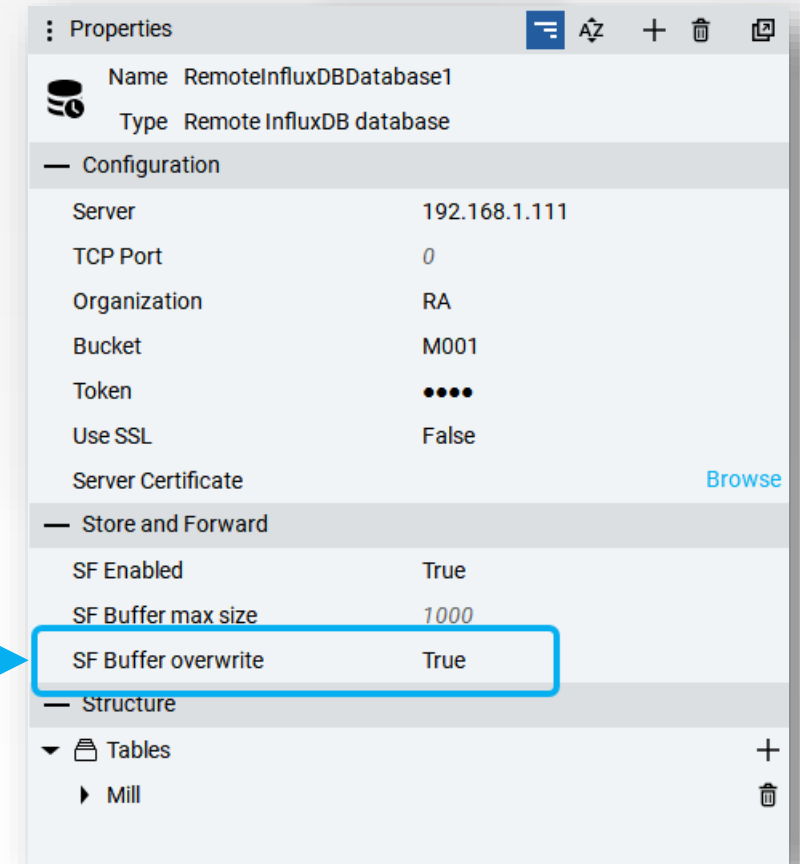 Properties
Name RemoteInfluxDBDatabase1
Type Remote InfluxDB database
Configuration
Server 192.168.1.111
TCP Port 0
Organization RA
Bucket M001
Token ●●●●
Use SSL False
Server Certificate Browse
Store and Forward
SF Enabled True
SF Buffer max size 1000
SF Buffer overwrite True
Structure
Tables
Mill